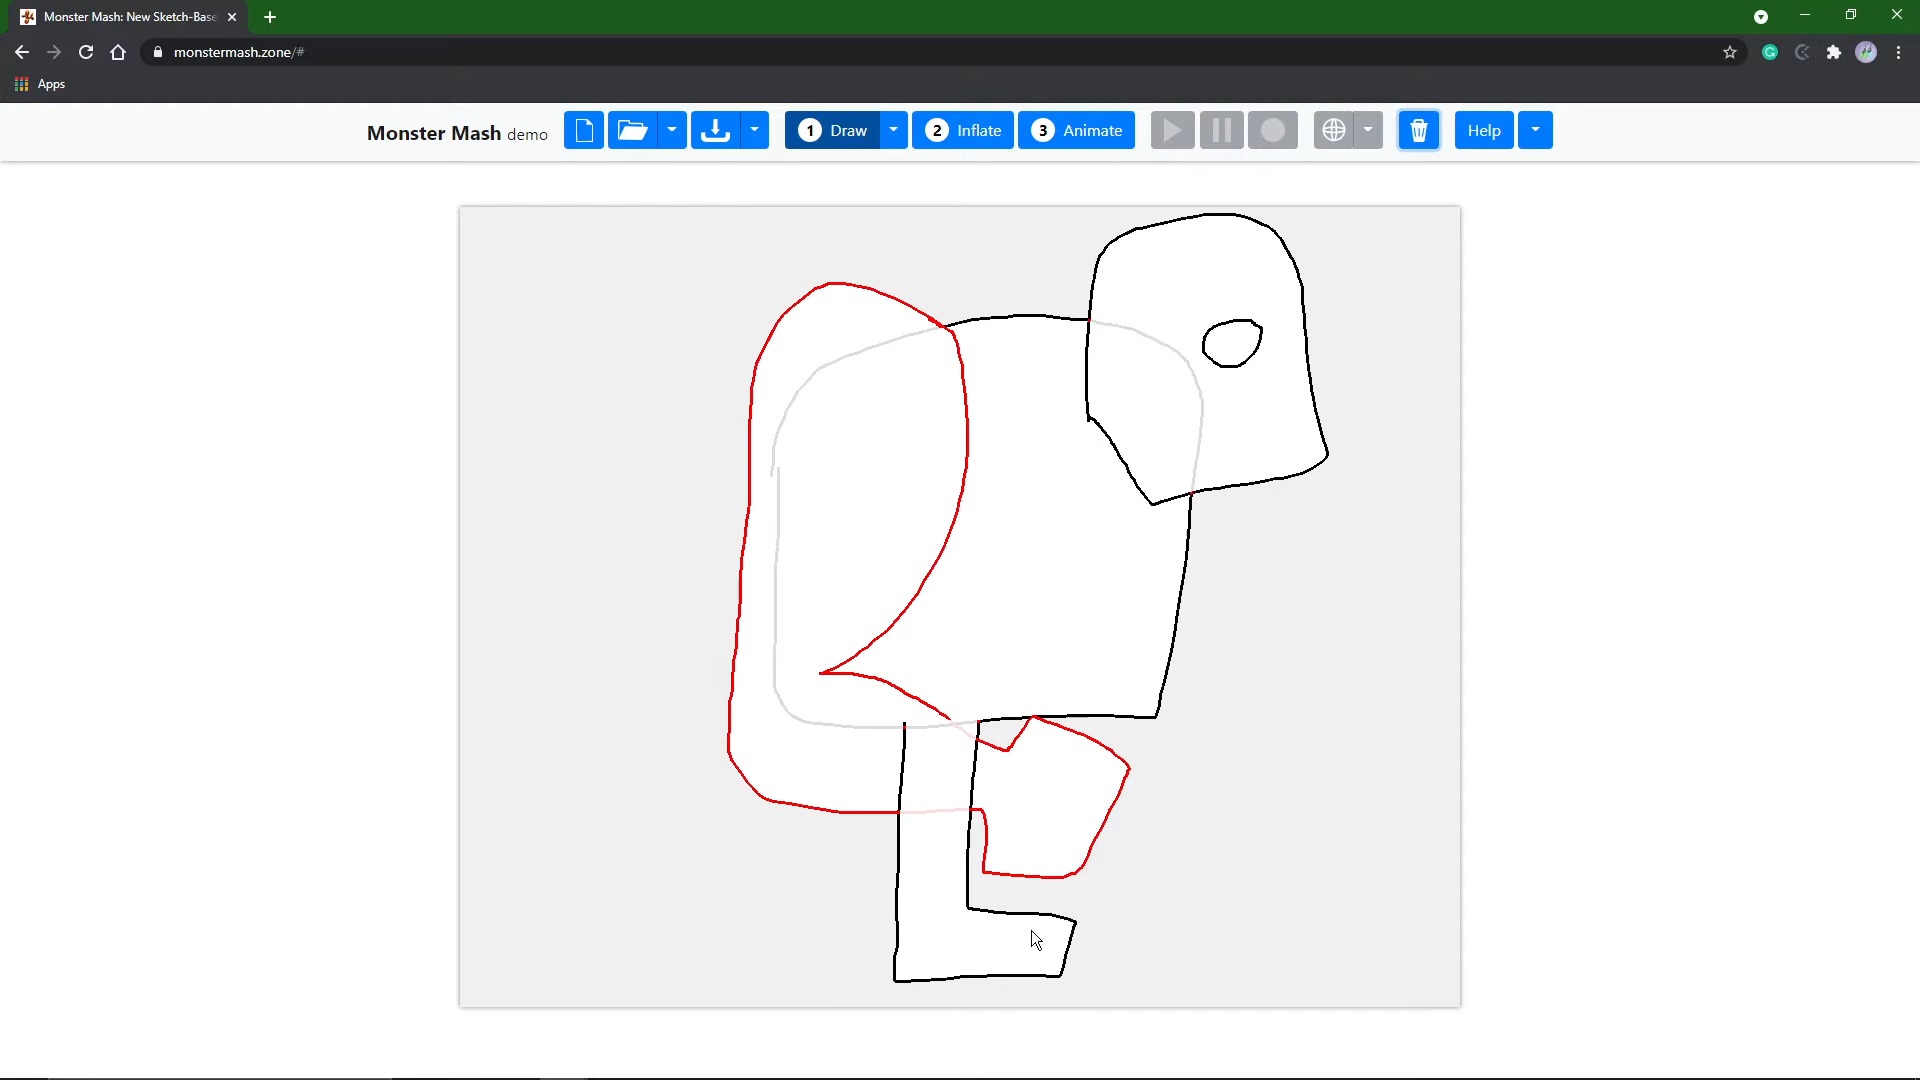 Monster Mash: New Sketch-Base
monstermash.zone/#
Apps
Monster Mash demo
1 Draw
2 Inflate
3 Animate
Help